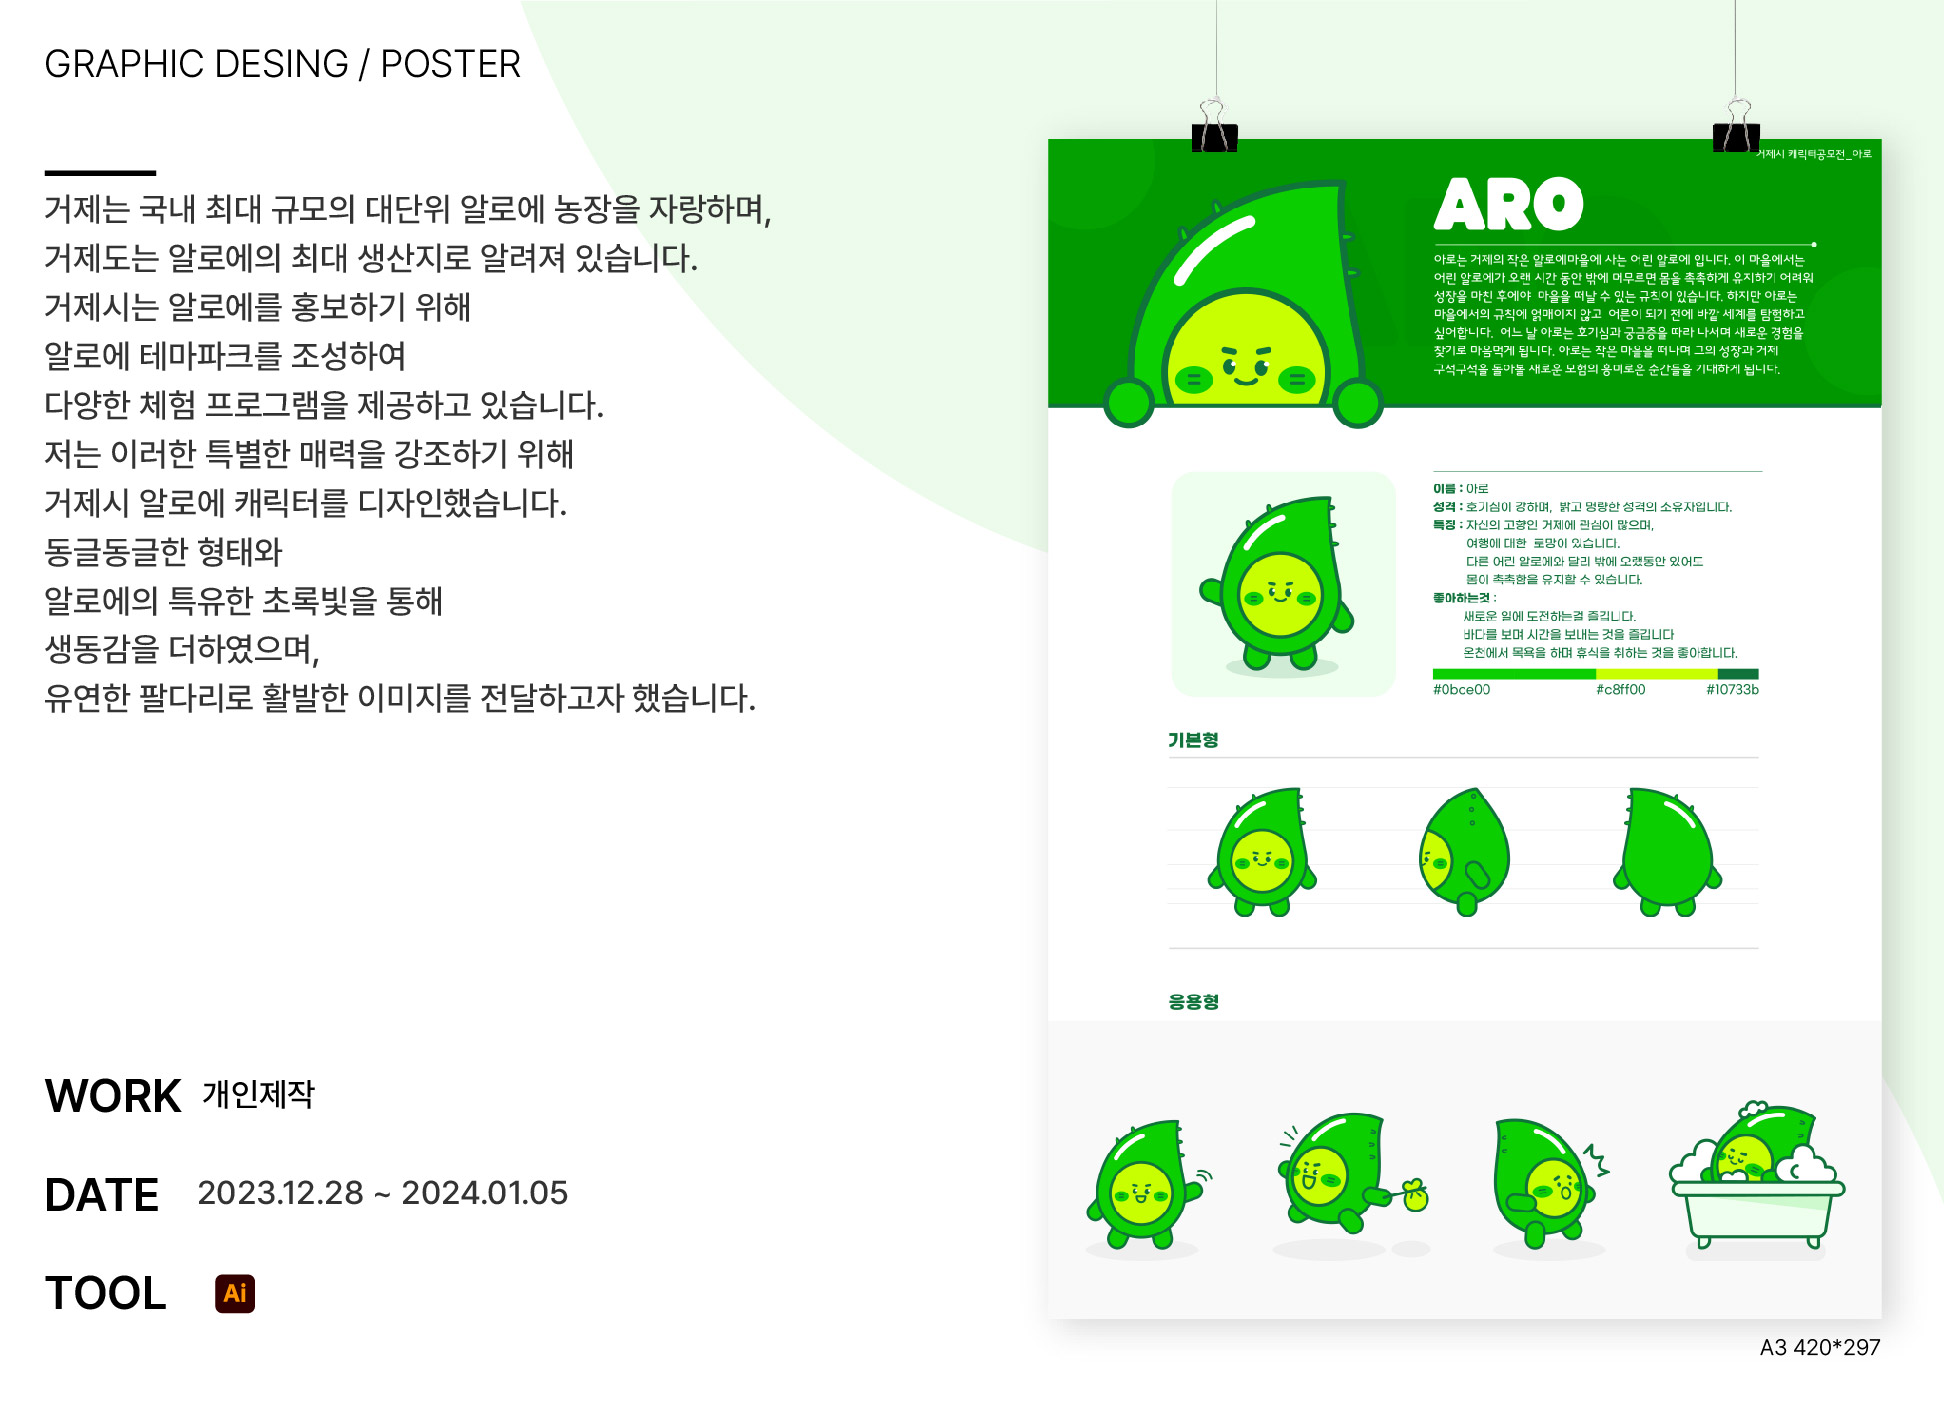 GRAPHIC DESING / POSTER
거제는 국내 최대 규모의 대단위 알로에 농장을 자랑하며,
거제도는 알로에의 최대 생산지로 알려져 있습니다.
거제시는 알로에를 홍보하기 위해
알로에 테마파크를 조성하여
다양한 체험 프로그램을 제공하고 있습니다.
저는 이러한 특별한 매력을 강조하기 위해
거제시 알로에 캐릭터를 디자인했습니다.
동글동글한 형태와
알로에의 특유한 초록빛을 통해
생동감을 더하였으며,
유연한 팔다리로 활발한 이미지를 전달하고자 했습니다.
WORK 개인제작
DATE 2023.12.28 ~ 2024.01.05
TOOL Ai
거제시 캐릭터공모전_아로
ARO
아로는 거제의 작은 알로에마을에 사는 어린 알로에 입니다. 이 마을에서는
어린 알로에가 오랜 시간 동안 밖에 머무르면 몸을 촉촉하게 유지하기 어려워
성장을 마친 후에야 마을을 떠날 수 있는 규칙이 있습니다. 하지만 아로는
마을에서의 규칙에 얽매이지 않고 어른이 되기 전에 바깥 세계를 탐험하고
싶어합니다. 어느 날 아로는 호기심과 궁금증을 따라 나서며 새로운 경험을
찾기로 마음먹게 됩니다. 아로는 작은 마을을 떠나며 그의 성장과 거제
구석구석을 돌아돌 새로운 모험의 흥미로운 순간들을 기대하게 됩니다.
이름 : 아로
성격 : 호기심이 강하며, 밝고 명랑한 성격의 소유자입니다.
특징 : 자신의 고향인 거제에 관심이 많으며,
여행에 대한 로망이 있습니다.
다른 어린 알로에와 달리 밖에 오랫동안 있어도
몸이 촉촉함을 유지할 수 있습니다.
좋아하는것 :
새로운 일에 도전하는걸 즐깁니다.
바다를 보며 시간을 보내는 것을 즐깁니다
온천에서 목욕을 하며 휴식을 취하는 것을 좋아합니다.
#0bce00 #c8ff00 #10733b
기본형
응용형
A3 420*297